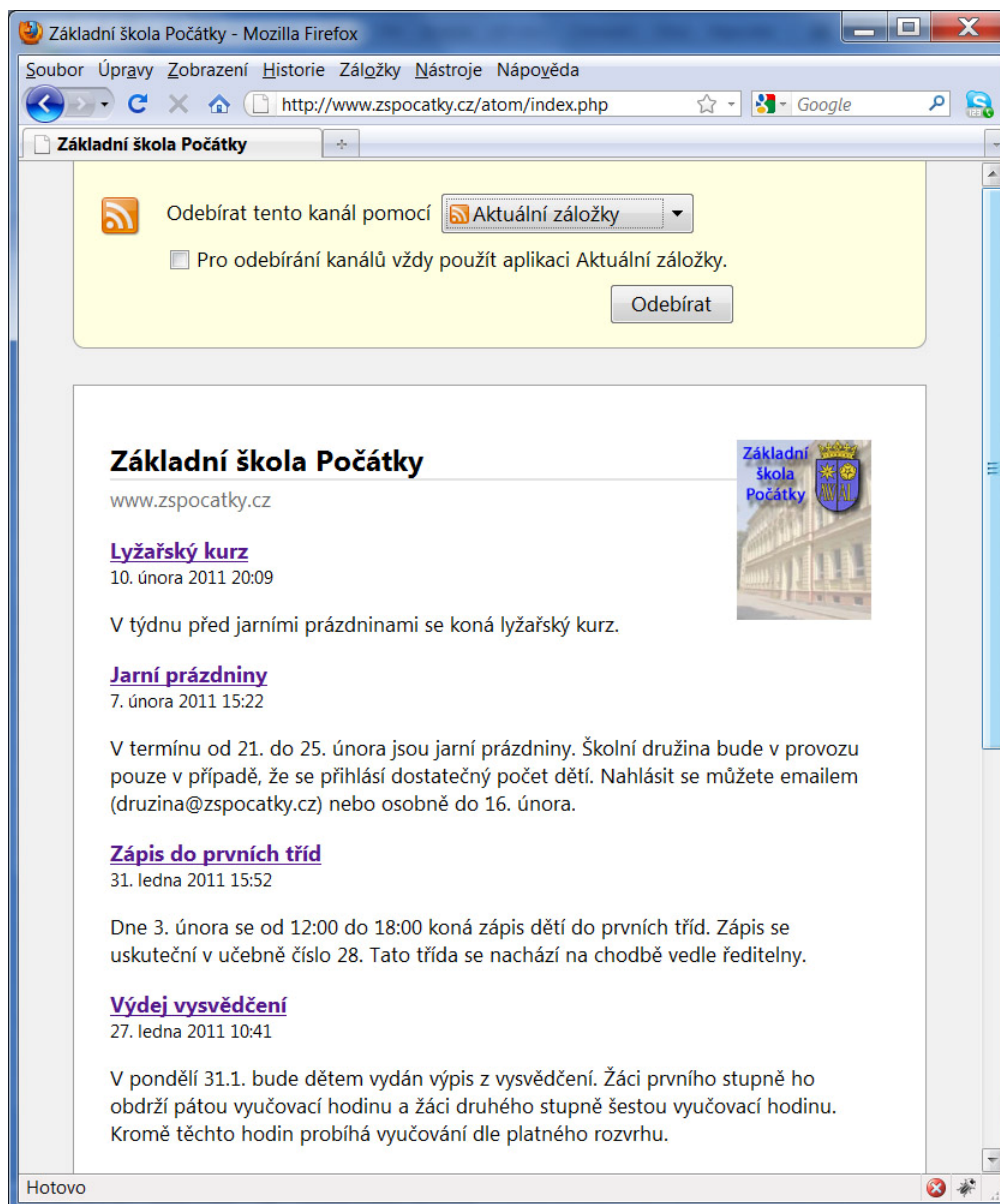 Základní škola Počátky - Mozilla Firefox
Soubor Úpravy Zobrazení Historie Záložky Nástroje Nápověda
http://www.zspocatky.cz/atom/index.php Google
Základní škola Počátky
Odebírat tento kanál pomocí Aktuální záložky
Pro odebírání kanálů vždy použít aplikaci Aktuální záložky.
Odebírat
Základní škola Počátky
www.zspocatky.cz
Základní
škola
Počátky
Lyžařský kurz
10. února 2011 20:09
V týdnu před jarními prázdninami se koná lyžařský kurz.
Jarní prázdniny
7. února 2011 15:22
V termínu od 21. do 25. února jsou jarní prázdniny. Školní družina bude v provozu
pouze v případě, že se přihlásí dostatečný počet dětí. Nahlásit se můžete emailem
(druzina@zspocatky.cz) nebo osobně do 16. února.
Zápis do prvních tříd
31. ledna 2011 15:52
Dne 3. února se od 12:00 do 18:00 koná zápis dětí do prvních tříd. Zápis se
uskuteční v učebně číslo 28. Tato třída se nachází na chodbě vedle ředitelny.
Výdej vysvědčení
27. ledna 2011 10:41
V pondělí 31.1. bude dětem vydán výpis z vysvědčení. Žáci prvního stupně ho
obdrží pátou vyučovací hodinu a žáci druhého stupně šestou vyučovací hodinu.
Kromě těchto hodin probíhá vyučování dle platného rozvrhu.
Hotovo